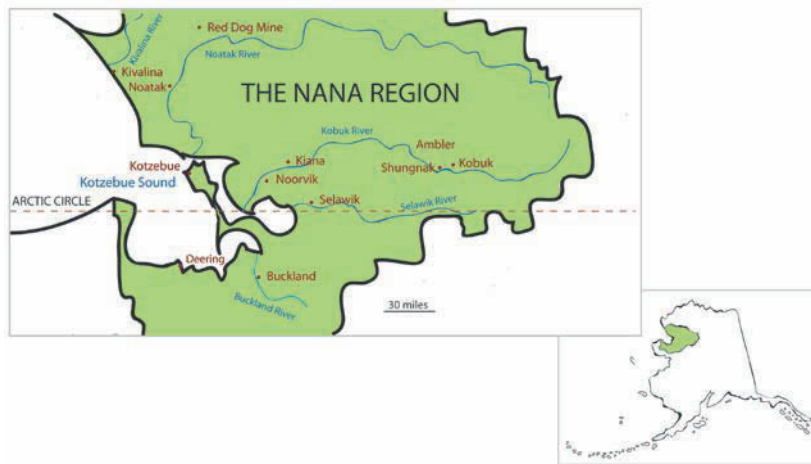 Red Dog Mine
Kivalina River
Noatak River
Kivalina
Noatak
THE NANA REGION
Kobuk River
Ambler
Kiana
Shungnak
Kobuk
Kotzebue
Kotzebue Sound
Noorvik
Selawik
ARCTIC CIRCLE
Selawik River
Deering
Buckland
30 miles
Buckland River